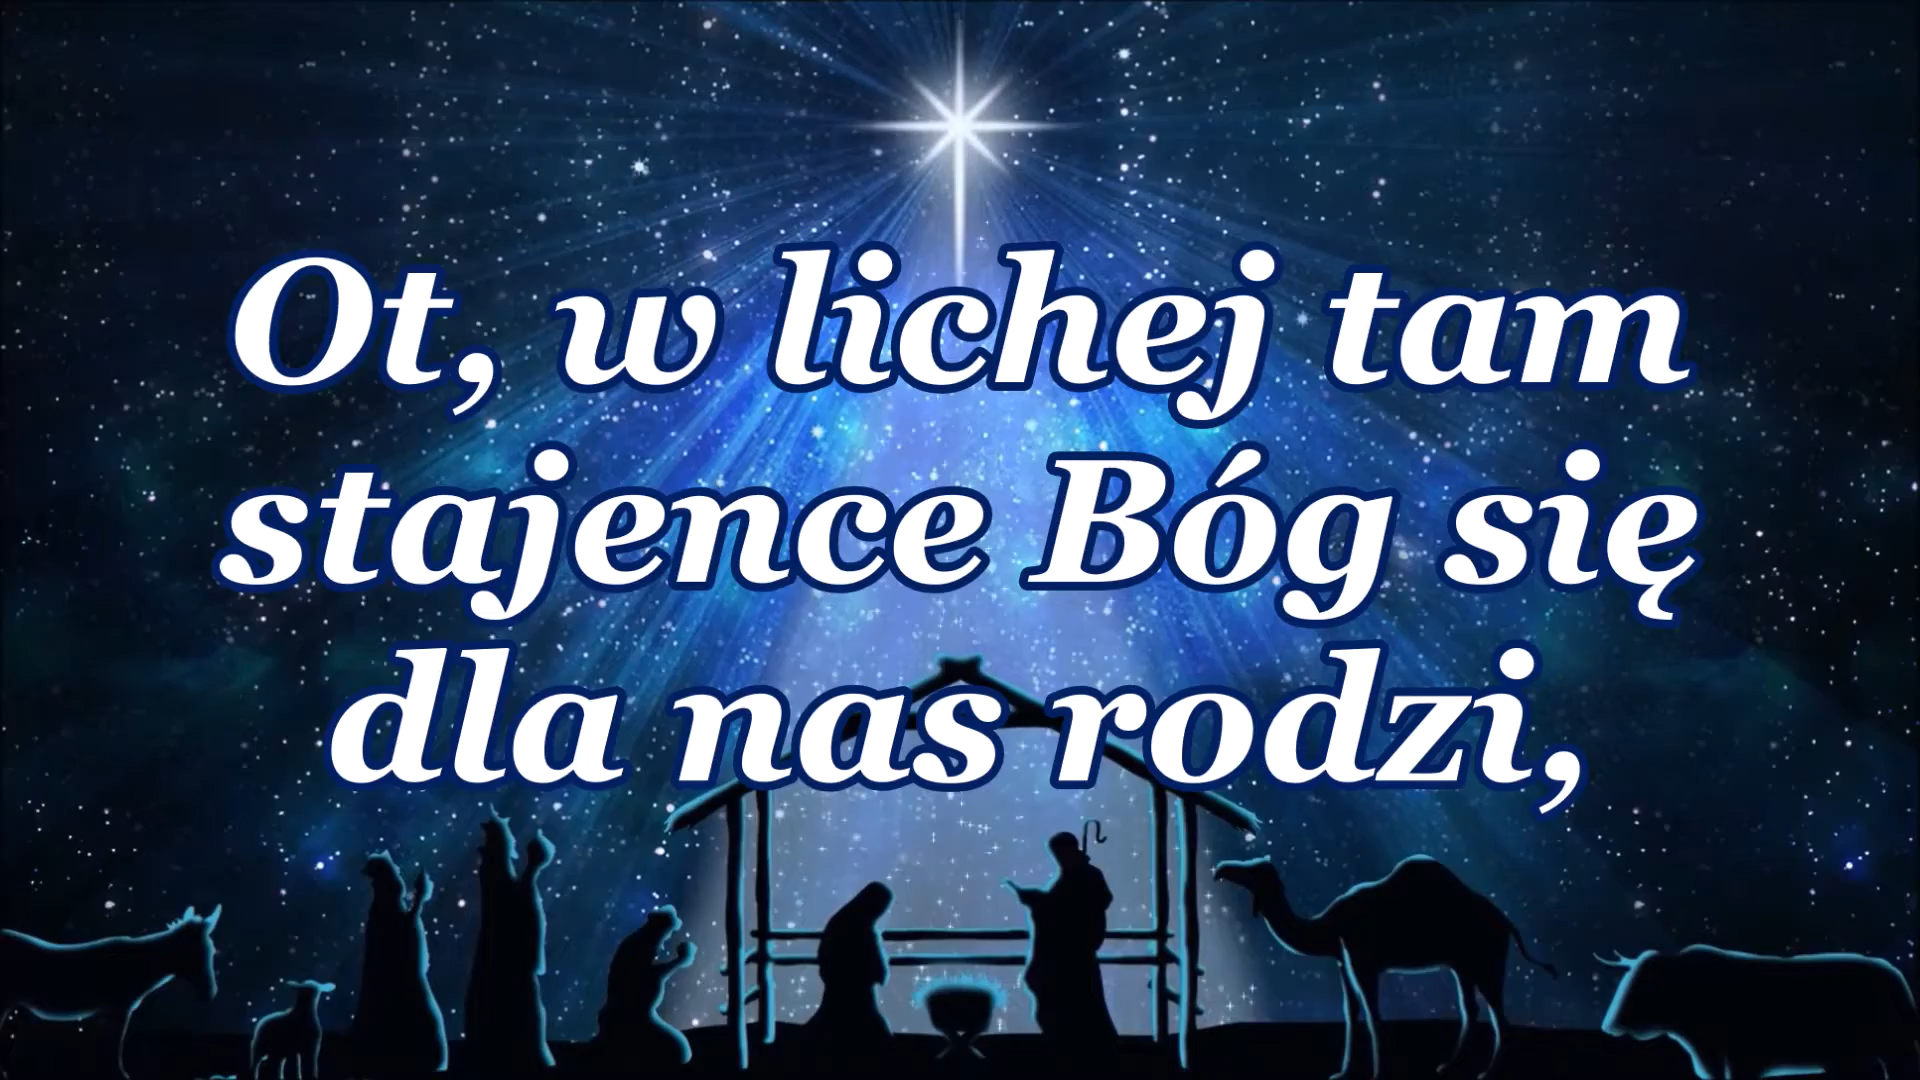 Ot, w lichej tam
stajence Bóg się
dla nas rodzi,